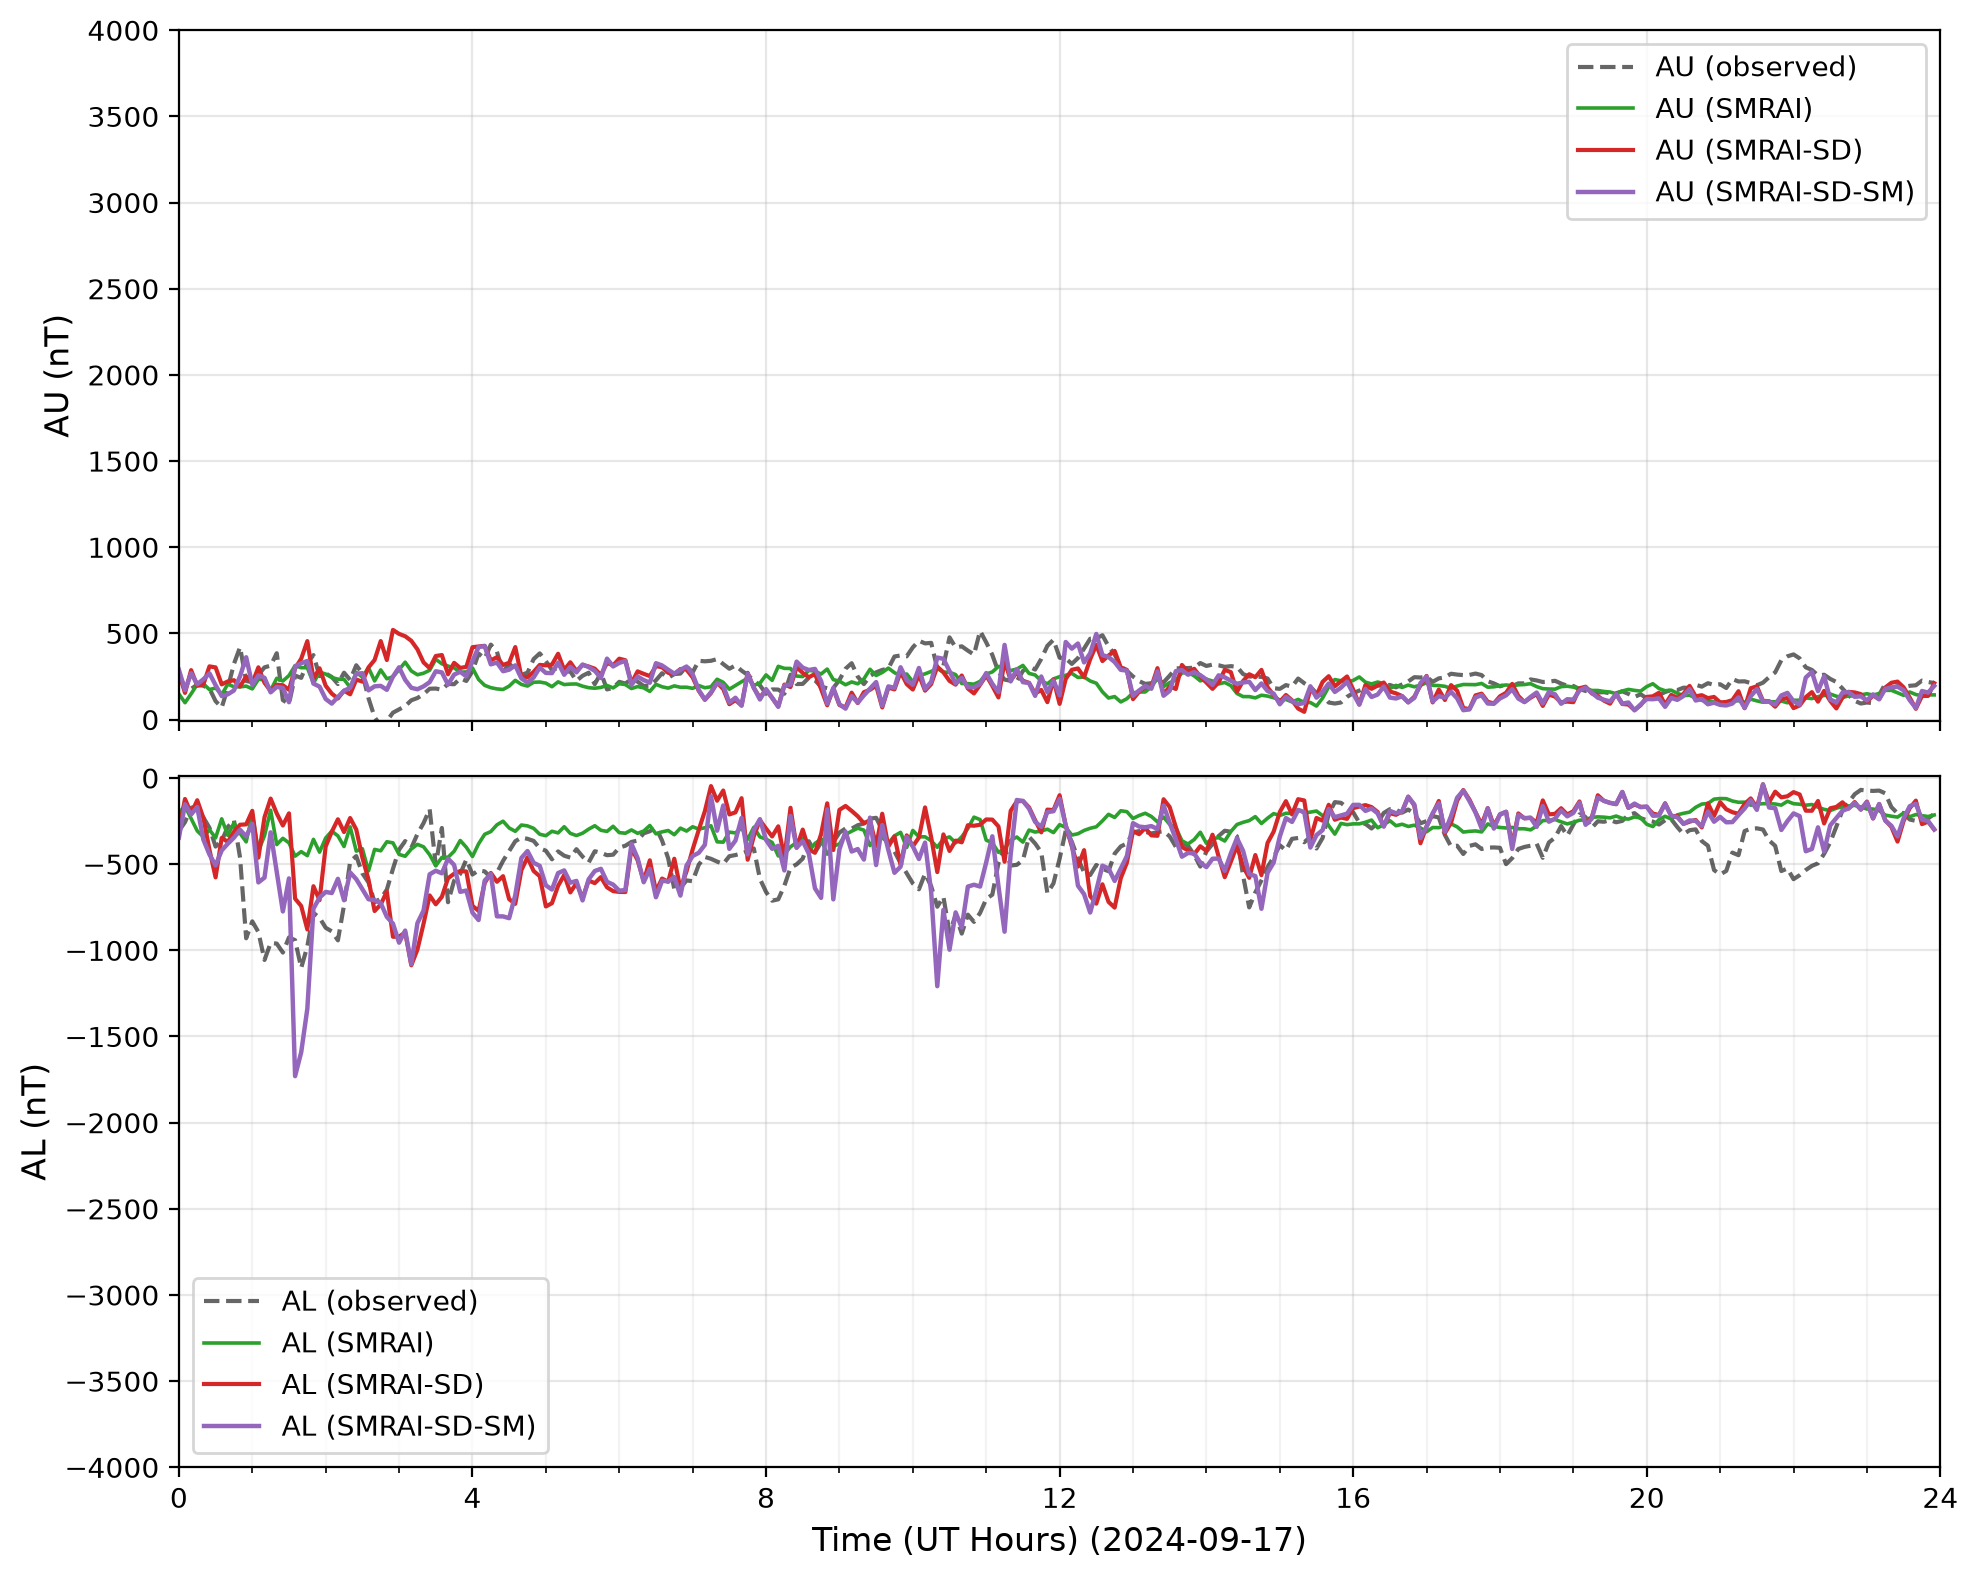 4000
3500
3000
2500
2000
1500
1000
500
0
AU (nT)
AU (observed)
AU (SMRAI)
AU (SMRAI-SD)
AU (SMRAI-SD-SM)
0
−500
−1000
−1500
−2000
−2500
−3000
−3500
−4000
AL (nT)
AL (observed)
AL (SMRAI)
AL (SMRAI-SD)
AL (SMRAI-SD-SM)
0 4 8 12 16 20 24
Time (UT Hours) (2024-09-17)